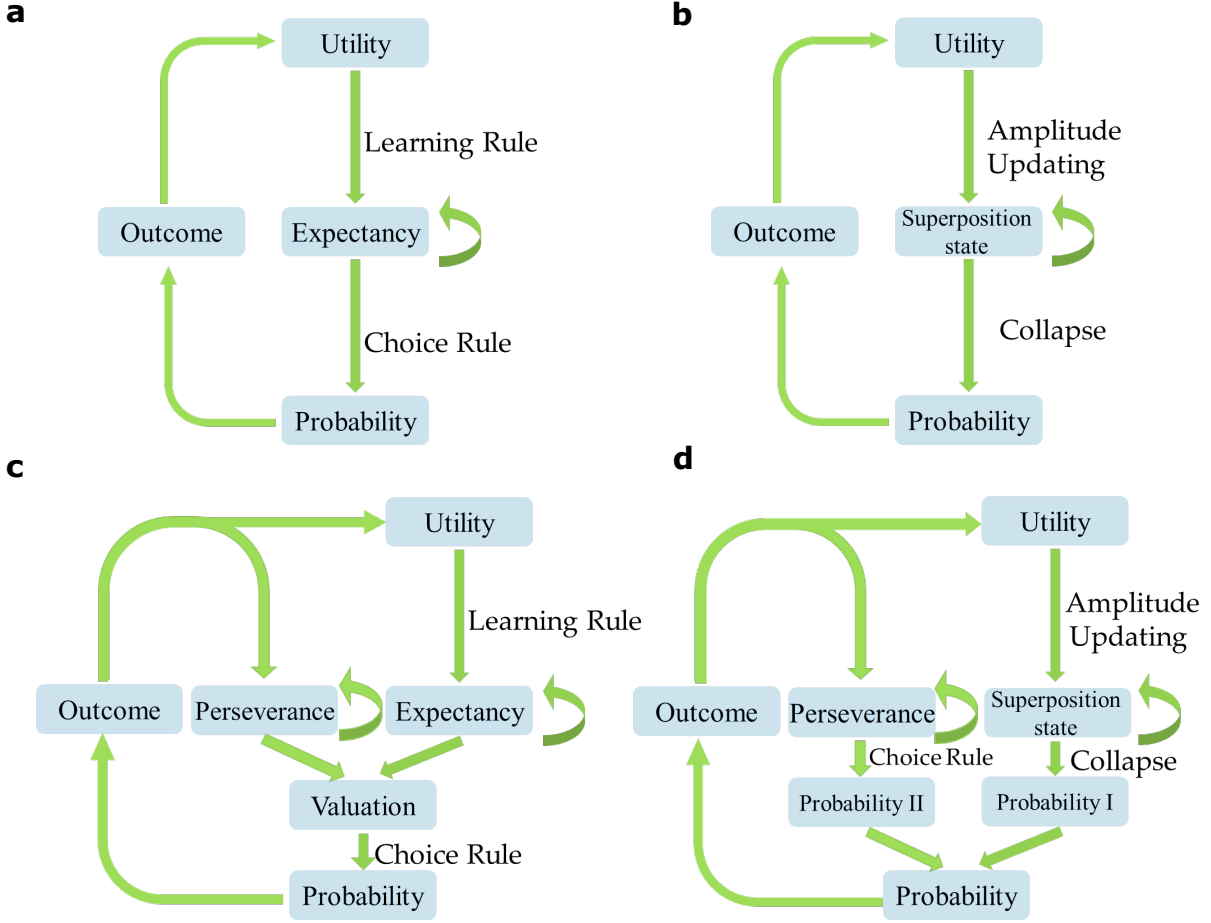 a
Utility
Learning Rule
Outcome
Expectancy
Choice Rule
Probability
b
Utility
Amplitude
Updating
Outcome
Superposition
state
Collapse
Probability
c
Utility
Learning Rule
Outcome
Perseverance
Expectancy
Valuation
Choice Rule
Probability
d
Utility
Amplitude
Updating
Outcome
Perseverance
Superposition
state
Choice Rule
Collapse
Probability II
Probability I
Probability